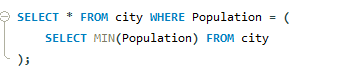 SELECT * FROM city WHERE Population = (
    SELECT MIN(Population) FROM city
);